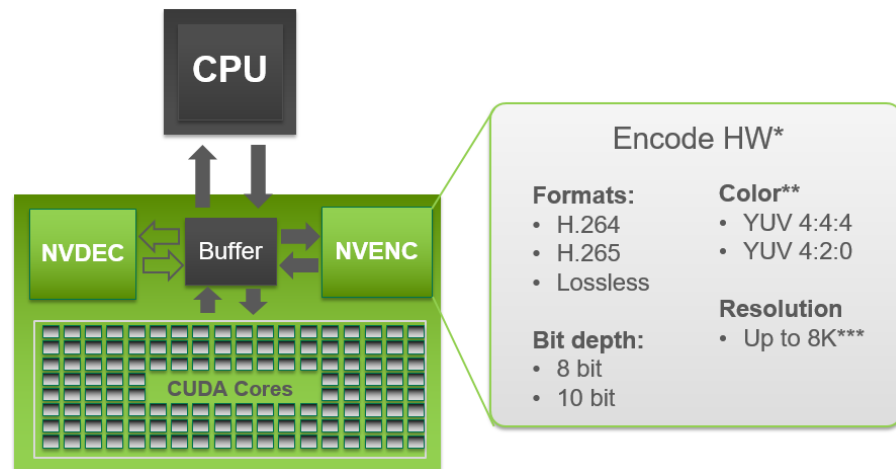 CPU
NVDEC
Buffer
NVENC
CUDA Cores
Encode HW*
Formats:
• H.264
• H.265
• Lossless
Bit depth:
• 8 bit
• 10 bit
Color**
• YUV 4:4:4
• YUV 4:2:0
Resolution
• Up to 8K***